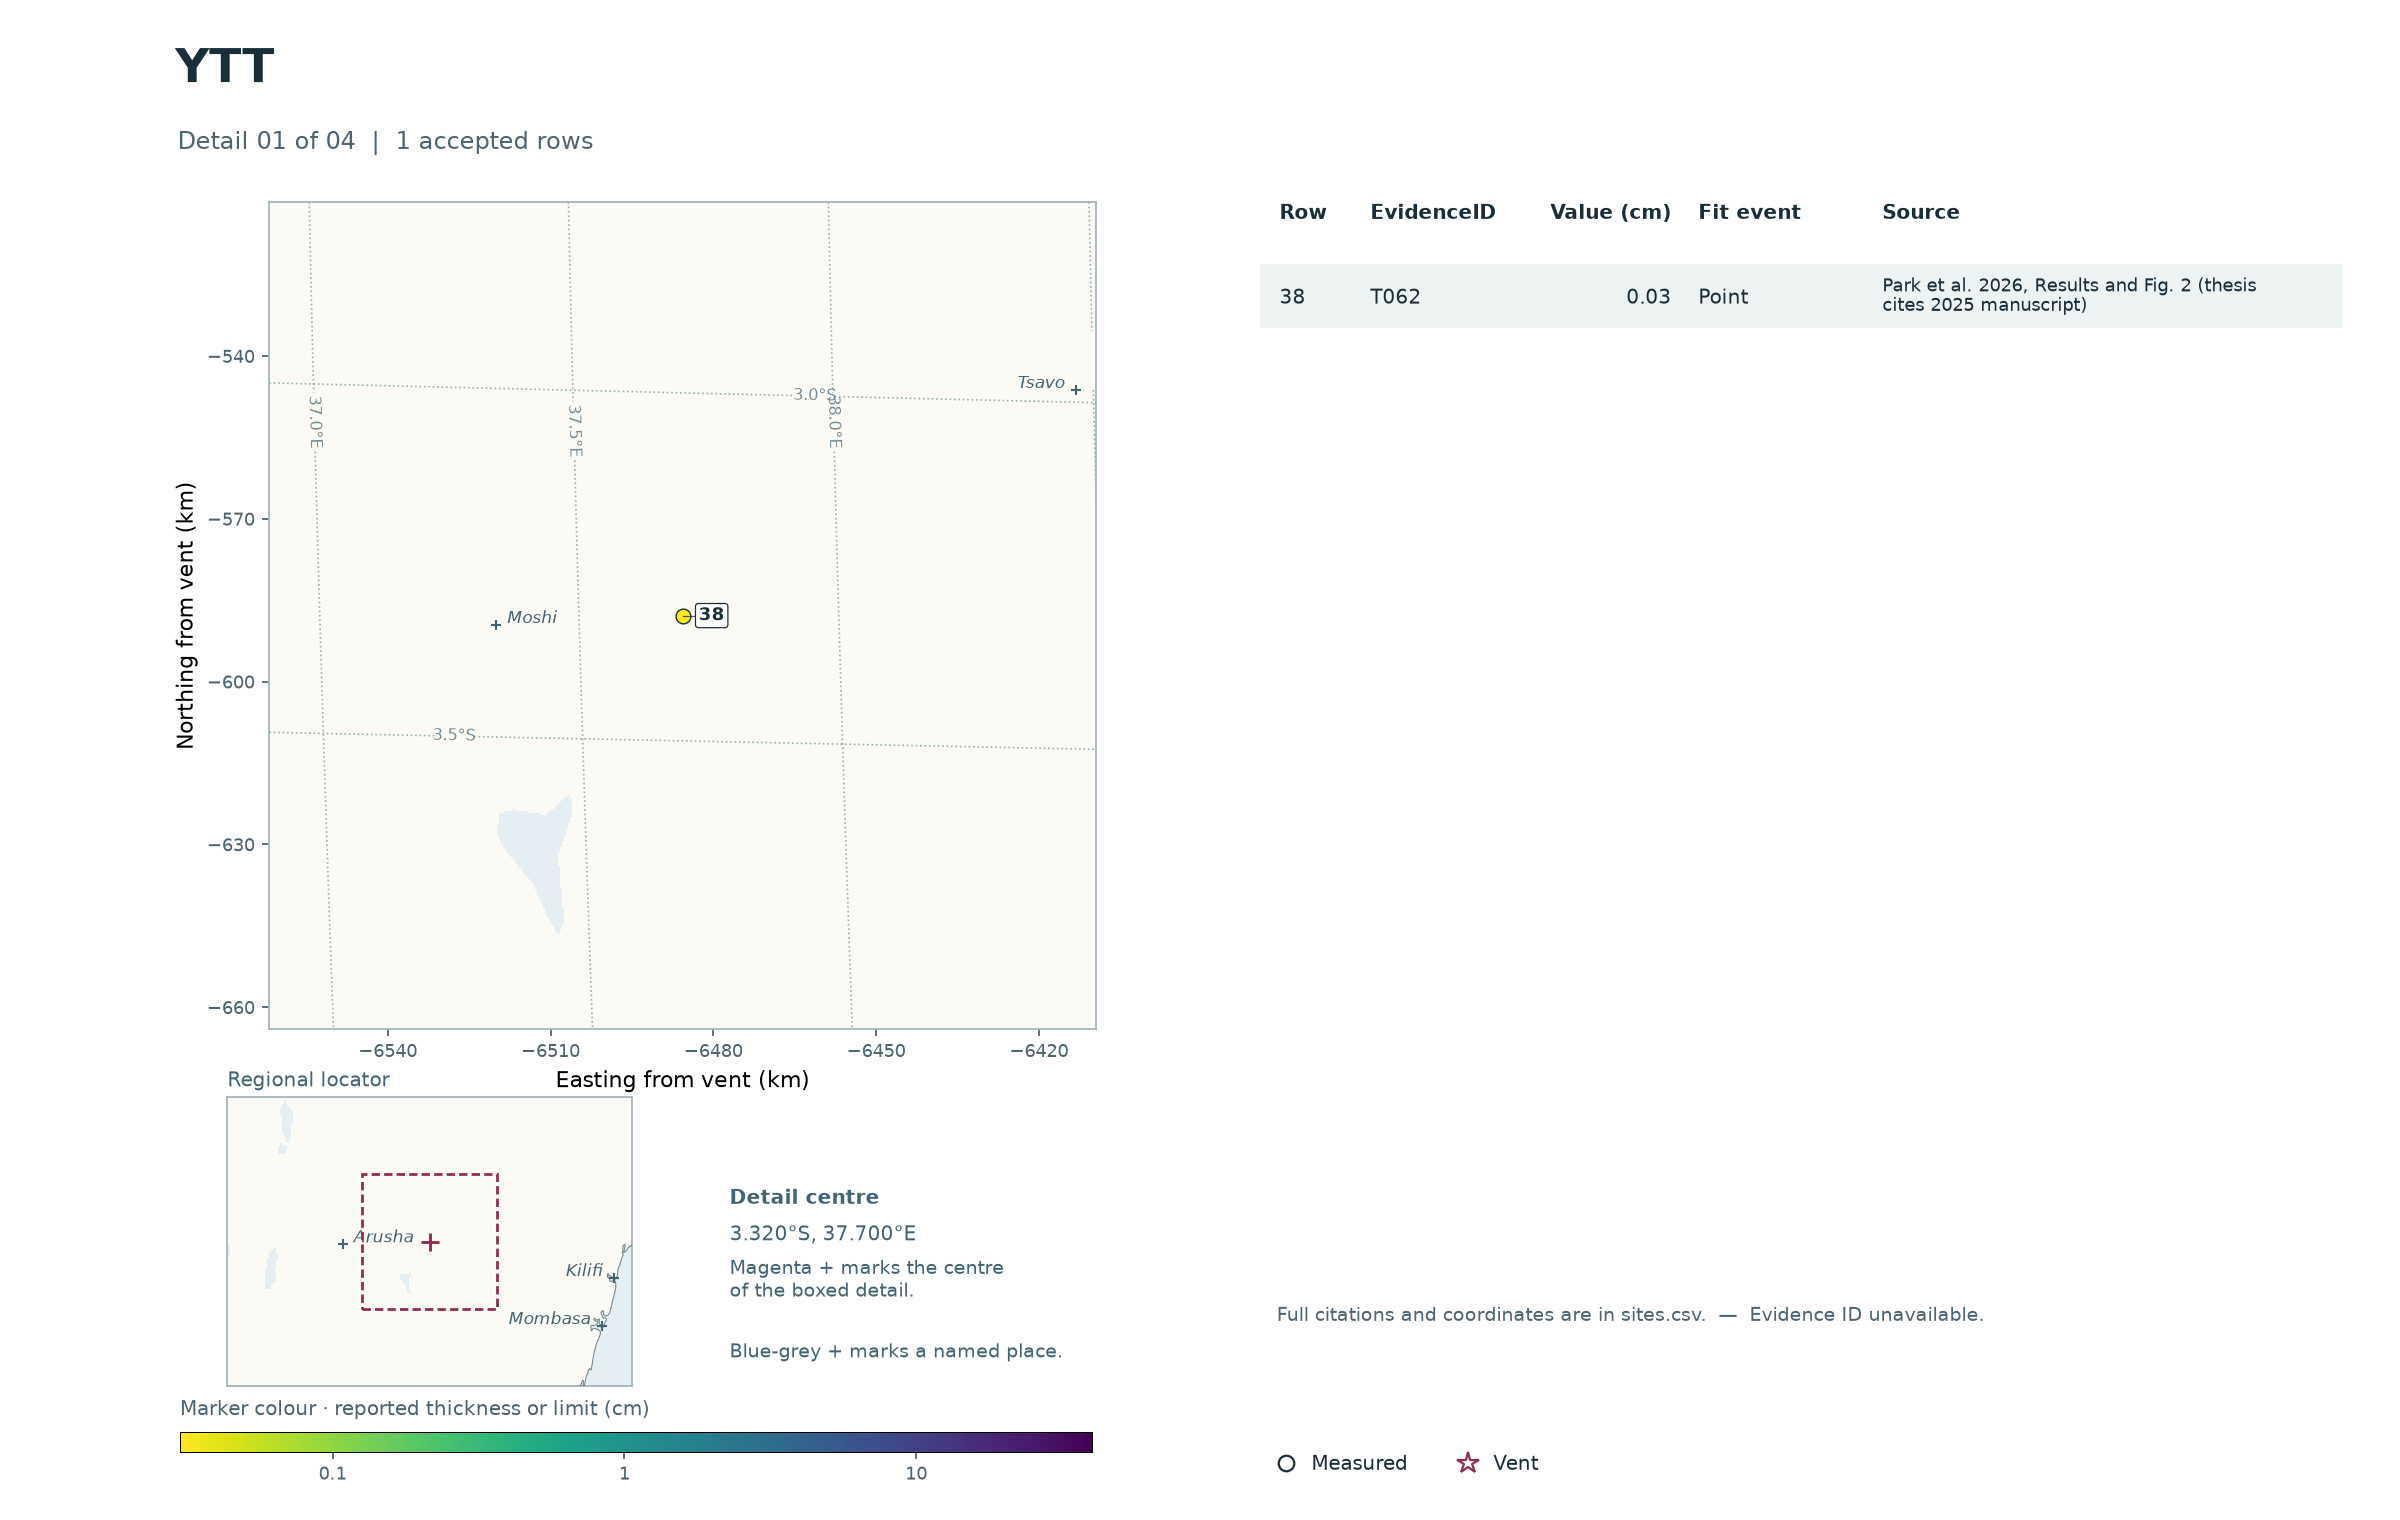 YTT
Detail 01 of 04 | 1 accepted rows
Row EvidenceID Value (cm) Fit event Source
38 T062 0.03 Point Park et al. 2026, Results and Fig. 2 (thesis
cites 2025 manuscript)
Northing from vent (km)
−540
−570
−600
−630
−660
37.0°E
37.5°E
38.0°E
3.0°S
3.5°S
Tsavo
Moshi
38
−6540 −6510 −6480 −6450 −6420
Easting from vent (km)
Regional locator
Arusha
Kilifi
Mombasa
Detail centre
3.320°S, 37.700°E
Magenta + marks the centre
of the boxed detail.
Blue-grey + marks a named place.
Full citations and coordinates are in sites.csv. — Evidence ID unavailable.
Marker colour · reported thickness or limit (cm)
0.1 1 10
Measured Vent